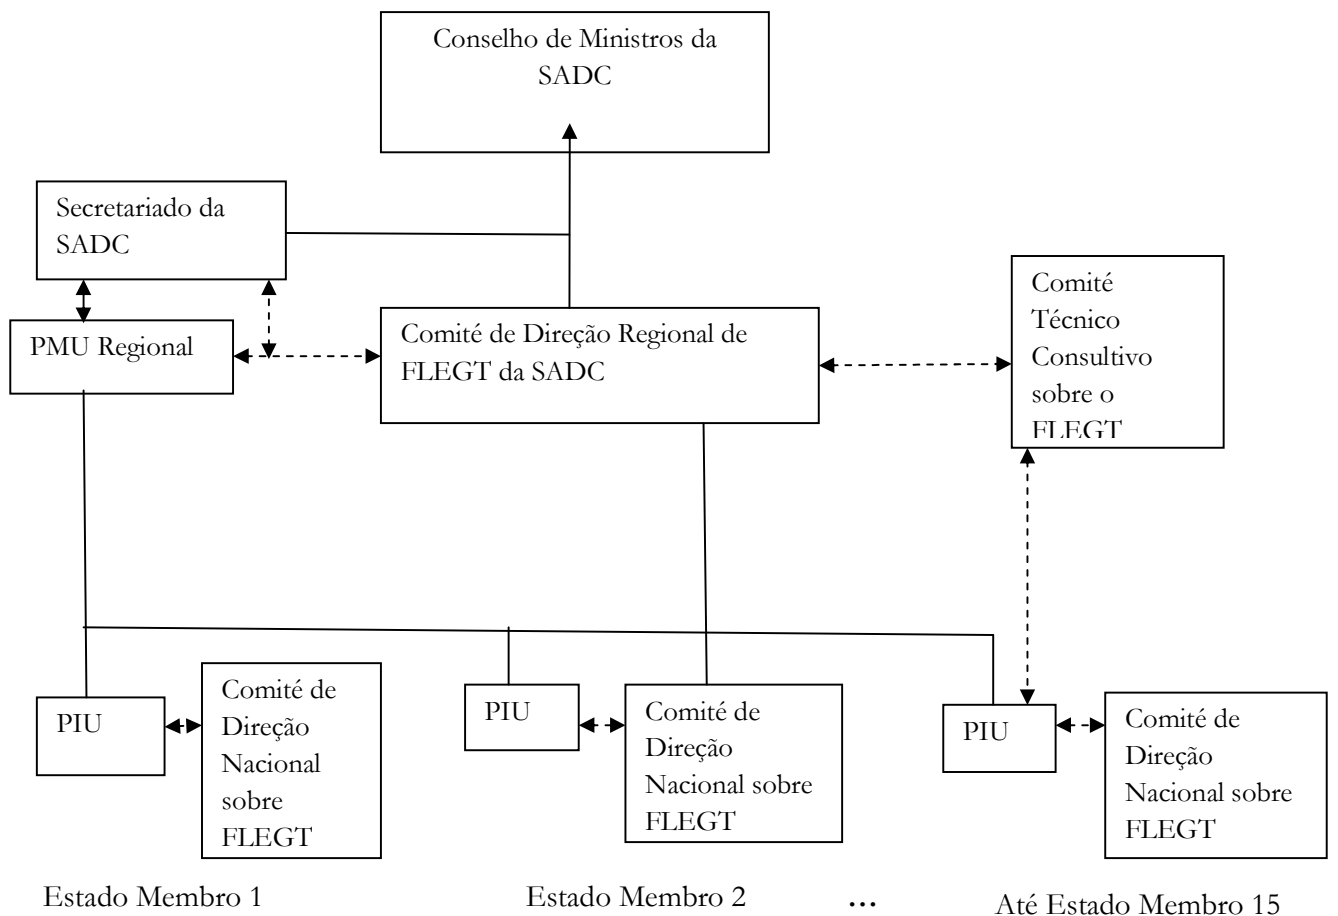 Conselho de Ministros da
SADC
Secretariado da
SADC
PMU Regional
Comité de Direção Regional de
FLEGT da SADC
Comité
Técnico
Consultivo
sobre o
FLEGT
PIU
Comité de
Direção
Nacional
sobre
FLEGT
PIU
Comité de
Direção
Nacional sobre
FLEGT
PIU
Comité de
Direção
Nacional sobre
FLEGT
Estado Membro 1
Estado Membro 2
...
Até Estado Membro 15